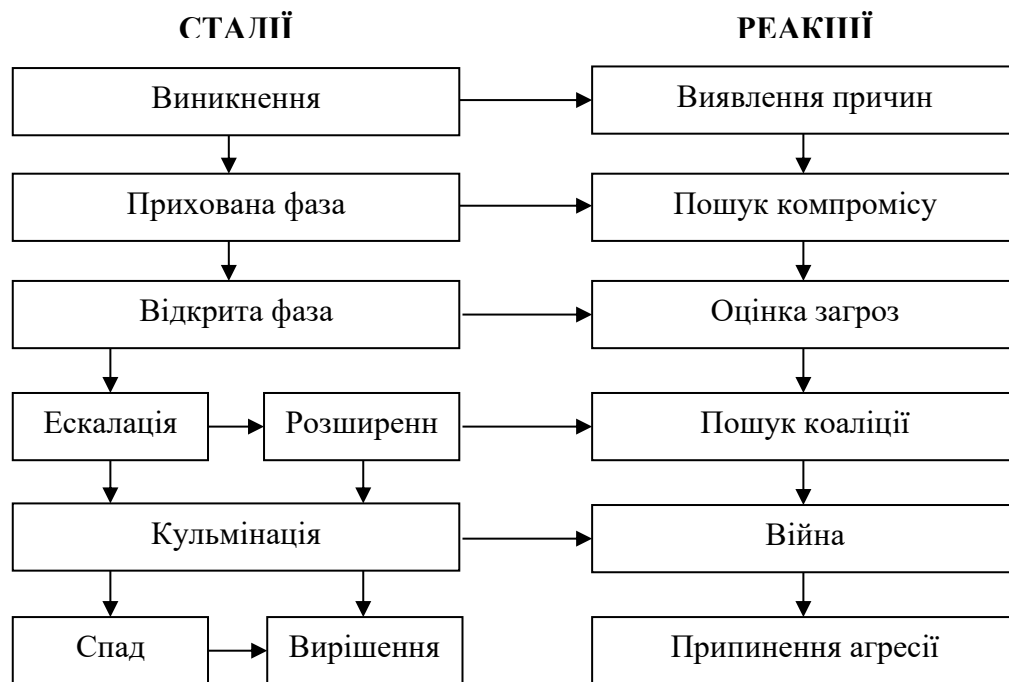 СТАДІЇ РЕАКЦІЇ
Виникнення Виявлення причин
Прихована фаза Пошук компромісу
Відкрита фаза Оцінка загроз
Ескалація Розширенн Пошук коаліції
Кульмінація Війна
Спад Вирішення Припинення агресії